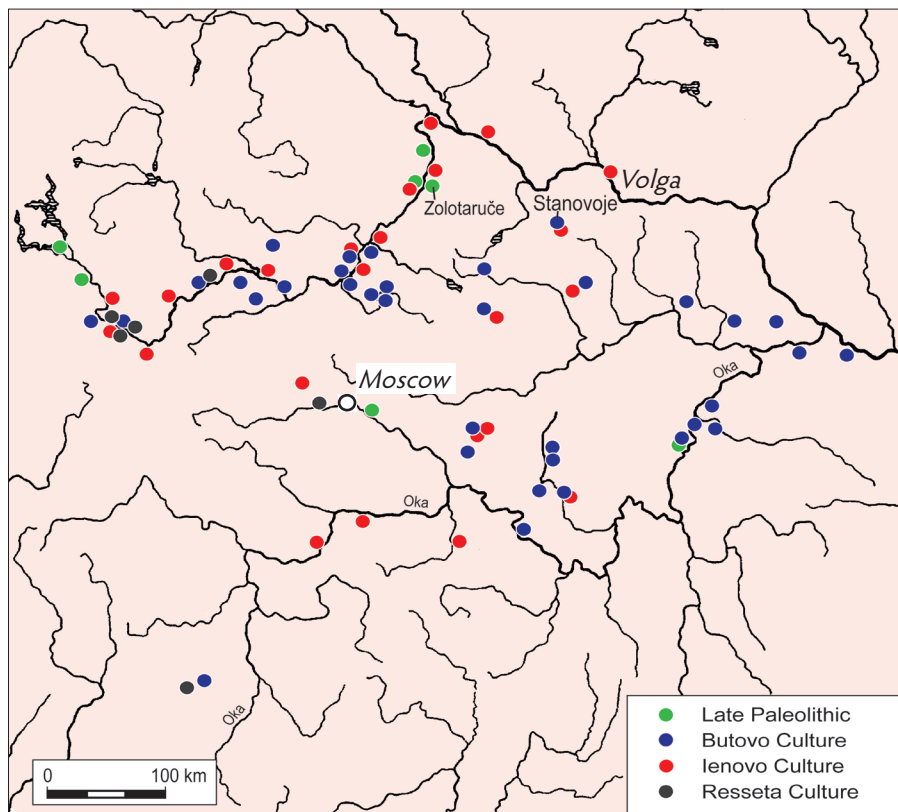 Volga
Zolotaruče
Stanovoje
Oka
Moscow
Oka
Oka
0 100 km
Late Paleolithic
Butovo Culture
Ienovo Culture
Resseta Culture